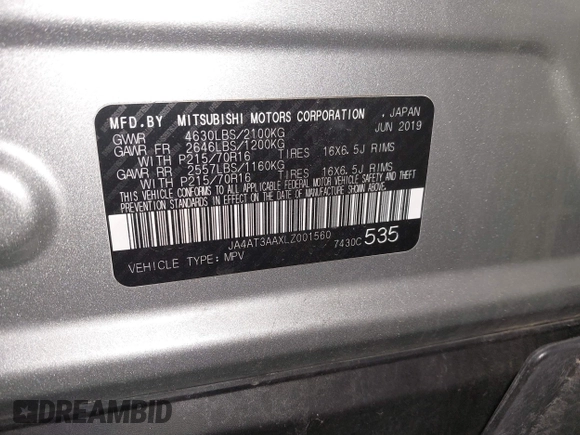 MFD.BY MITSUBISHI MOTORS CORPORATION , JAPAN
GVWR 4630LBS/2100KG JUN 2019
GAWR FR 2646LBS/1200KG
WITH P215/70R16 TIRES 16X6.5J RIMS
GAWR RR 2557LBS/1160KG
WITH P215/70R16 TIRES 16X6.5J RIMS
THIS VEHICLE CONFORMS TO ALL APPLICABLE FEDERAL MOTOR VEHICLE SAFETY AND THEFT
PREVENTION STANDARDS IN EFFECT ON THE DATE OF MANUFACTURE SHOWN ABOVE.
JA4AT3AAXLZ001560 7430C 535
VEHICLE TYPE: MPV
DREAMBID